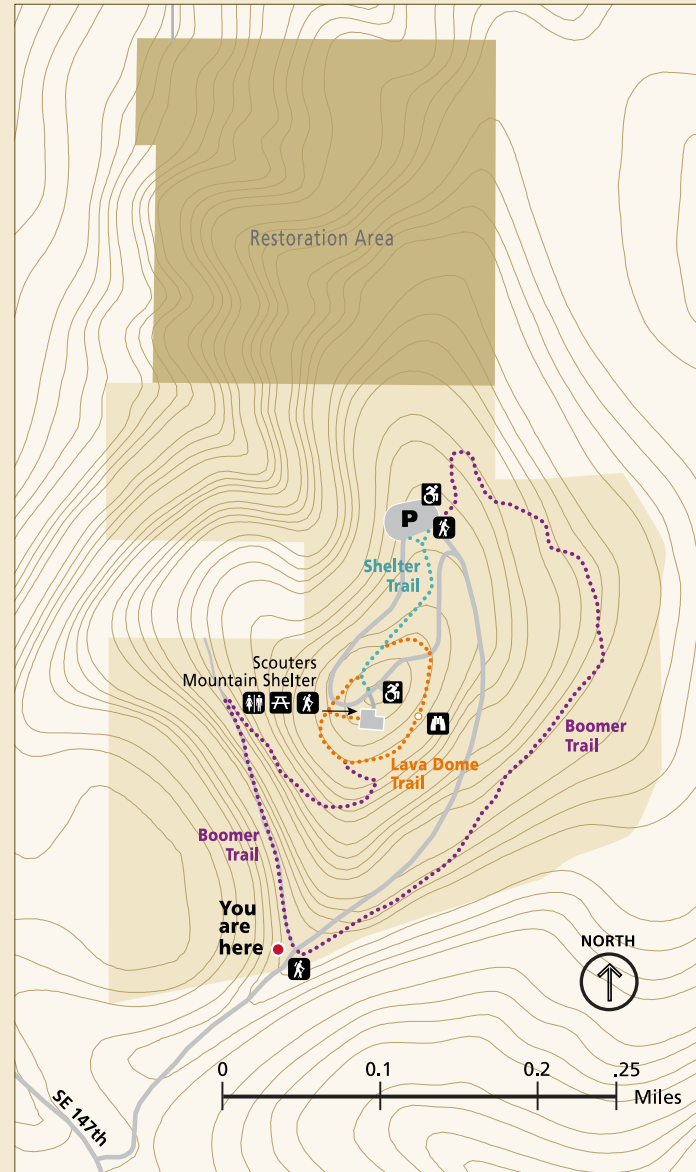 Restoration Area
P
Shelter
Trail
Scouters
Mountain Shelter
Boomer
Trail
Lava Dome
Trail
Boomer
Trail
You
are
here
NORTH
0 0.1 0.2 .25
Miles
SE 147th